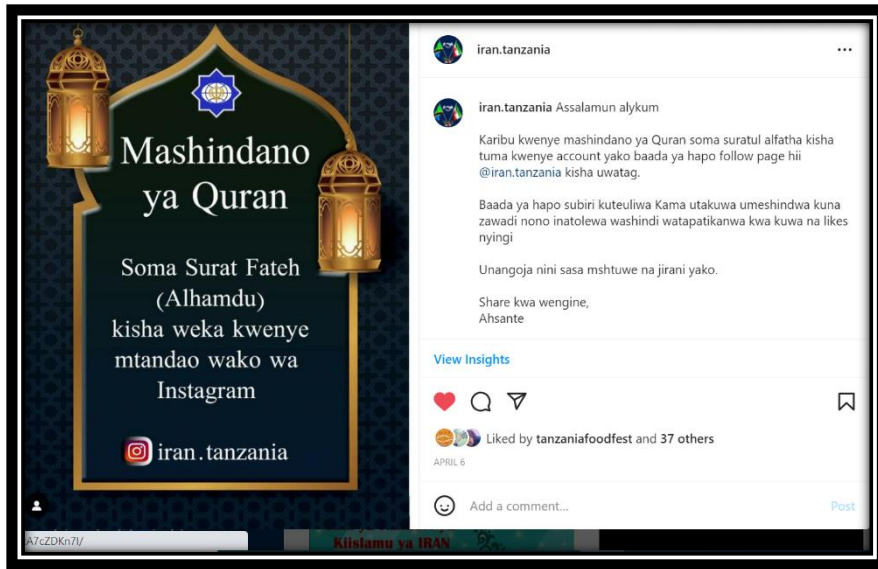 Mashindano
ya Quran
Soma Surat Fateh
(Alhamdu)
kisha weka kwenye
mtandao wako wa
Instagram
iran.tanzania
iran.tanzania
iran.tanzania Assalamun alykum
Karibu kwenye mashindano ya Quran soma suratul alfatha kisha
tuma kwenye account yako baada ya hapo follow page hii
@iran.tanzania kisha uwatag.
Baada ya hapo subiri kuteuliwa Kama utakuwa umeshindwa kuna
zawadi nono inatolewa washindi watapatikanwa kwa kuwa na likes
nyingi
Unangoja nini sasa mshtuwe na jirani yako.
Share kwa wengine,
Ahsante
View Insights
Liked by tanzaniafoodfest and 37 others
APRIL 6
Add a comment...
Post
A7cZDKn7I/
Kiislamu ya IRAN